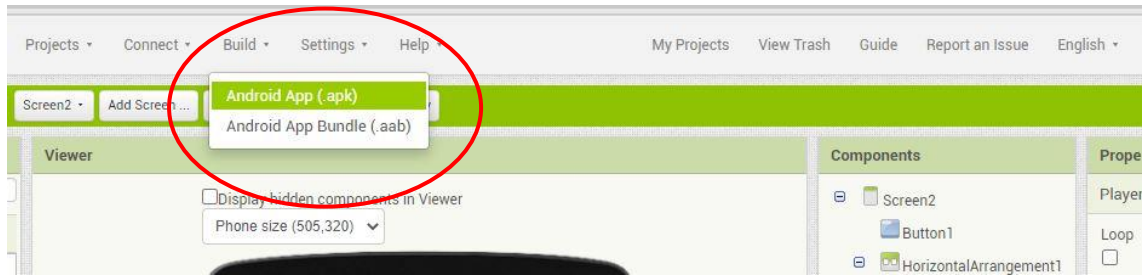 Projects Connect Build Settings Help My Projects View Trash Guide Report an Issue English
Android App (.apk)
Android App Bundle (.aab)
Screen2 Add Screen ...
Viewer Components
Display hidden components in Viewer
Phone size (505,320)
Screen2
Button1
HorizontalArrangement1
Player
Loop